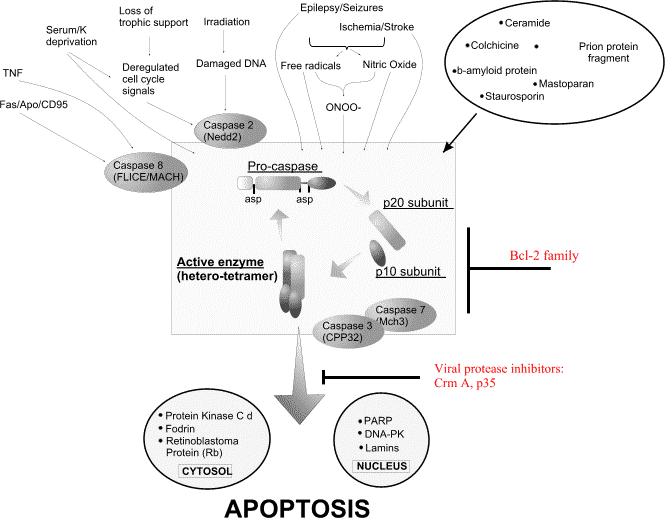 Epilepsy/Seizures
Loss of
trophic support
Irradiation
Ischemia/Stroke
Serum/K
deprivation
Ceramide
Colchicine
Prion protein
fragment
b-amyloid protein
Mastoparan
Staurosporin
TNF
Deregulated
cell cycle
signals
Damaged DNA
Free radicals
Nitric Oxide
Fas/Apo/CD95
ONOO-
Caspase 2
(Nedd2)
Caspase 8
(FLICE/MACH)
Pro-caspase
asp
asp
p20 subunit
Active enzyme
(hetero-tetramer)
p10 subunit
Bcl-2 family
Caspase 7
(Mch3)
Caspase 3
(CPP32)
Viral protease inhibitors:
Crm A, p35
Protein Kinase C d
Fodrin
Retinoblastoma
Protein (Rb)
CYTOSOL
PARP
DNA-PK
Lamins
NUCLEUS
APOPTOSIS